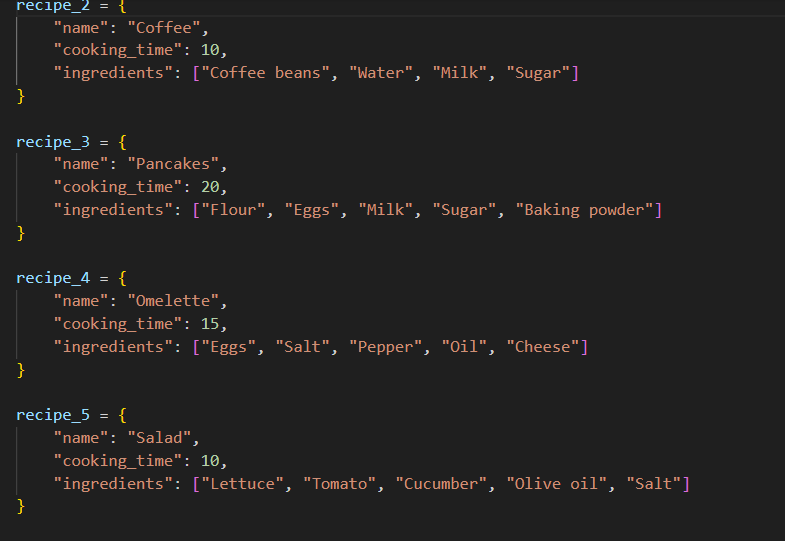 recipe_2 = {
    "name": "Coffee",
    "cooking_time": 10,
    "ingredients": ["Coffee beans", "Water", "Milk", "Sugar"]
}
recipe_3 = {
    "name": "Pancakes",
    "cooking_time": 20,
    "ingredients": ["Flour", "Eggs", "Milk", "Sugar", "Baking powder"]
}
recipe_4 = {
    "name": "Omelette",
    "cooking_time": 15,
    "ingredients": ["Eggs", "Salt", "Pepper", "Oil", "Cheese"]
}
recipe_5 = {
    "name": "Salad",
    "cooking_time": 10,
    "ingredients": ["Lettuce", "Tomato", "Cucumber", "Olive oil", "Salt"]
}